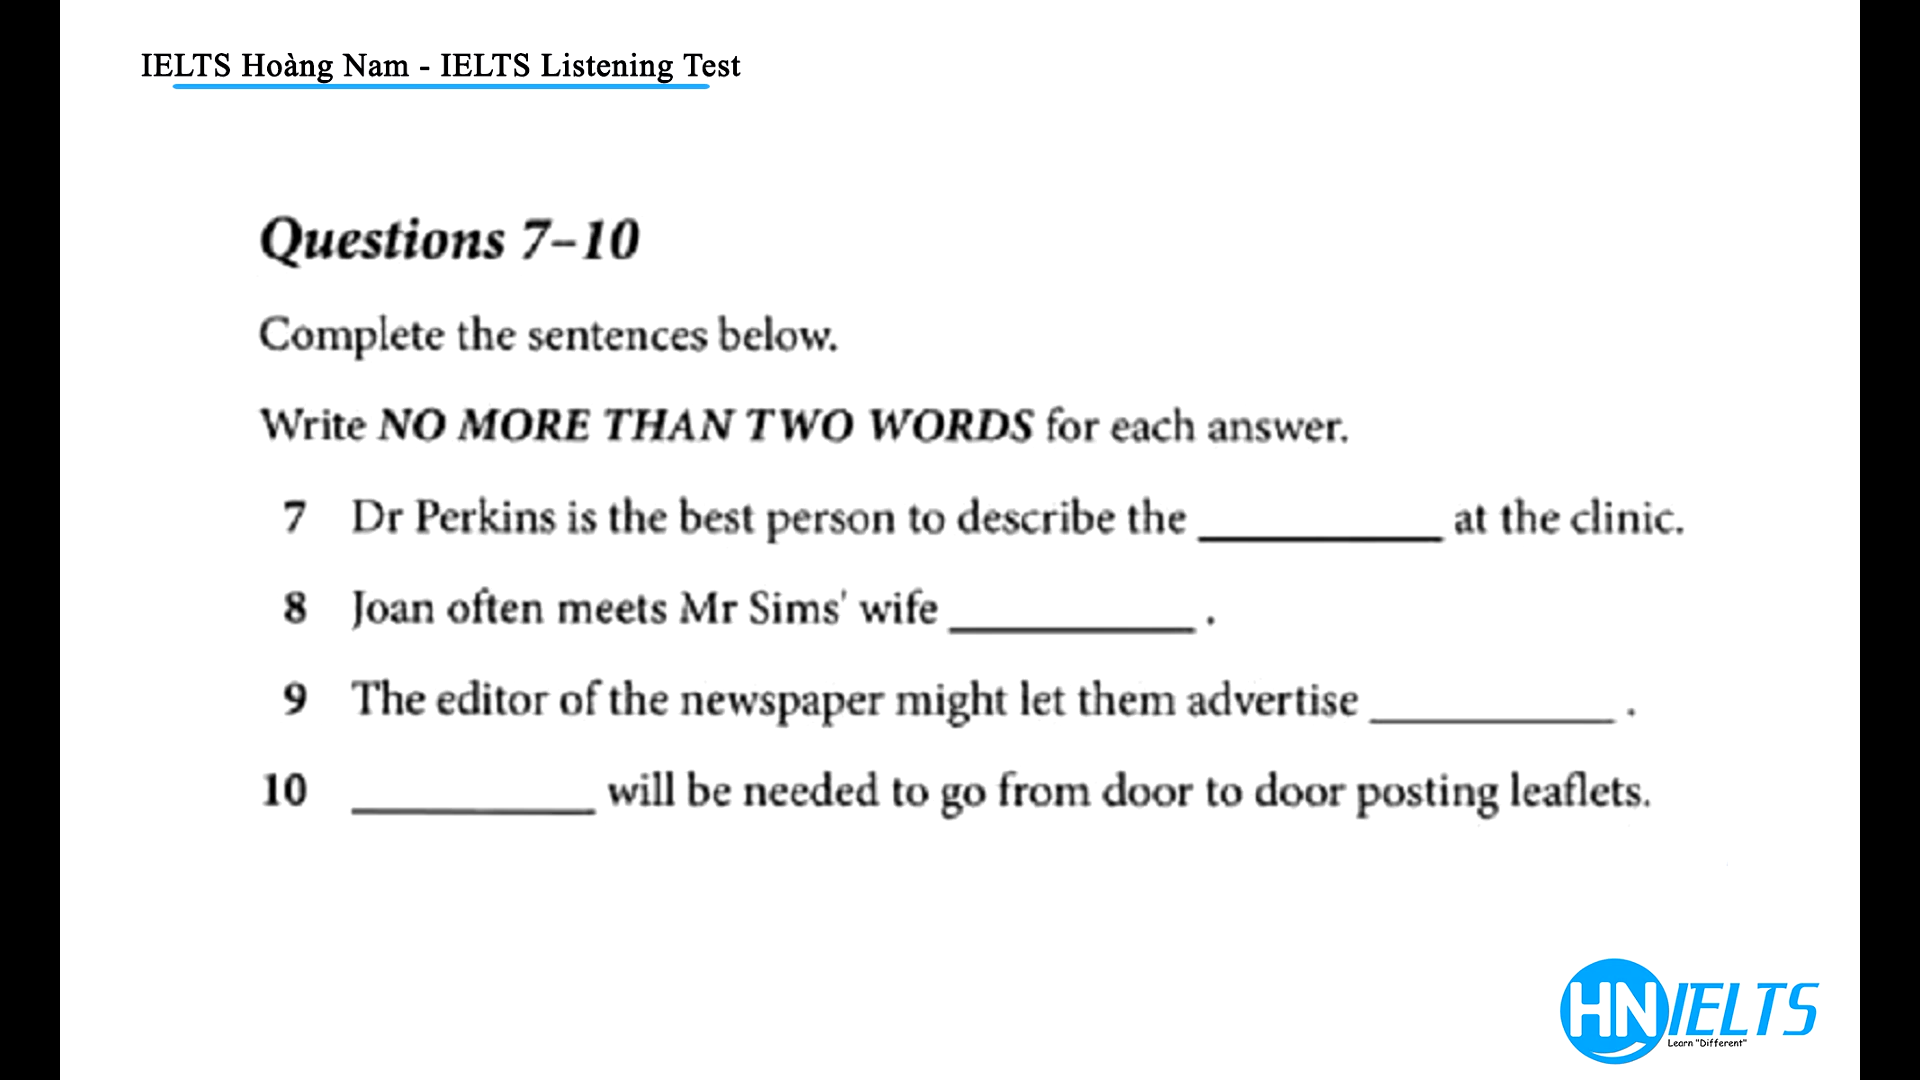 IELTS Hoàng Nam - IELTS Listening Test
Questions 7–10
Complete the sentences below.
Write NO MORE THAN TWO WORDS for each answer.
7 Dr Perkins is the best person to describe the __________ at the clinic.
8 Joan often meets Mr Sims' wife __________ .
9 The editor of the newspaper might let them advertise __________ .
10 __________ will be needed to go from door to door posting leaflets.
HNIELTS
Learn "Different"